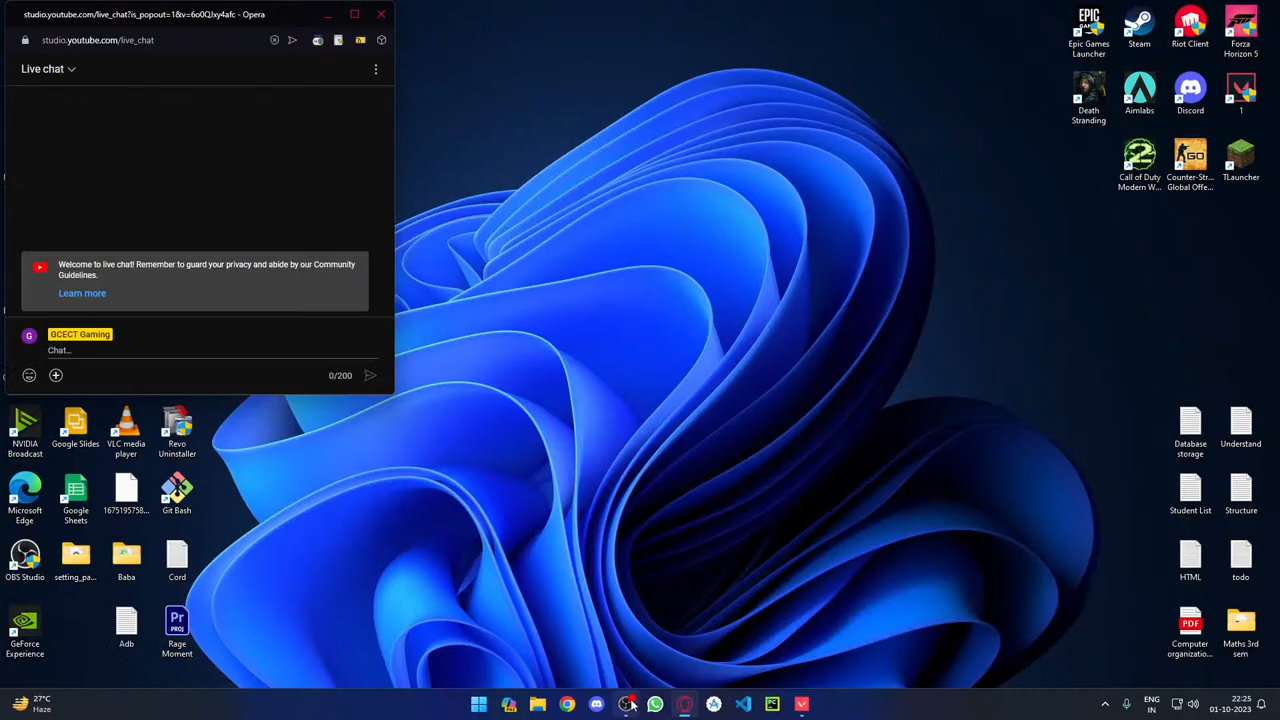 studio.youtube.com/live_chat?is_popout=1&v=6o0QJxy4afc - Opera
studio.youtube.com/live_chat
Live chat
Welcome to live chat! Remember to guard your privacy and abide by our Community
Guidelines.
Learn more
G
GCECT Gaming
Chat...
0/200
Epic Games
Launcher
Steam
Riot Client
Forza
Horizon 5
Death
Stranding
Aimlabs
Discord
1
Call of Duty
Modern W...
Counter-Str...
Global Offe...
TLauncher
NVIDIA
Broadcast
Google Slides
VLC media
player
Revo
Uninstaller
Microsoft
Edge
Google
Sheets
1675195758...
Git Bash
OBS Studio
setting_pa...
Baba
Cord
GeForce
Experience
Adb
Rage
Moment
Database
storage
Understand
Student List
Structure
HTML
todo
Computer
organizatio...
Maths 3rd
sem
27°C
Haze
ENG
IN
22:25
01-10-2023